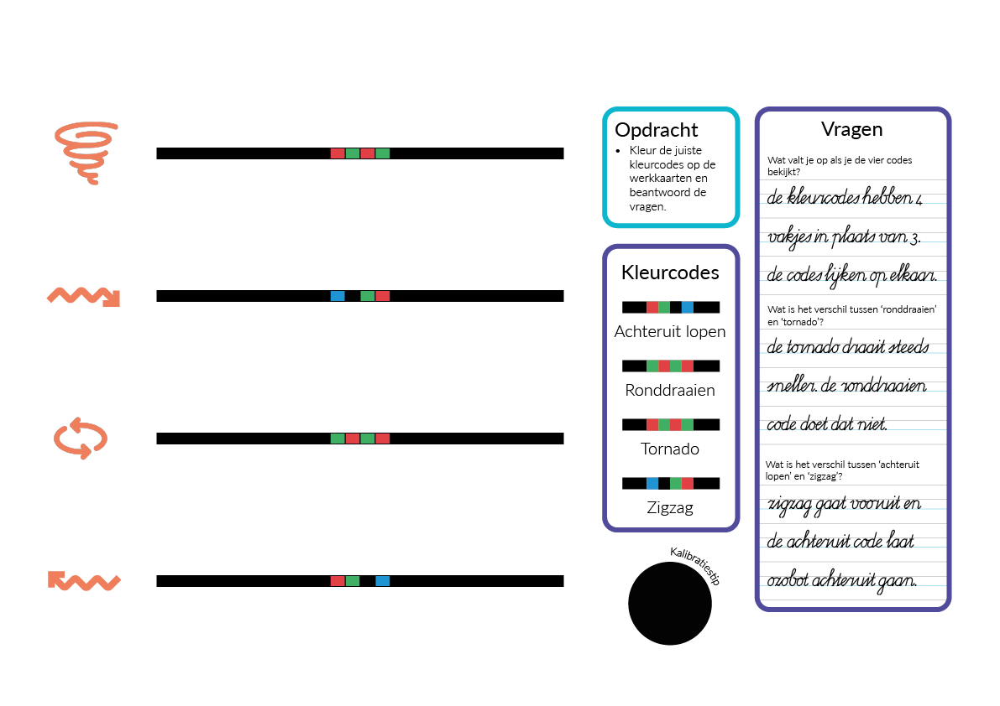 Opdracht
• Kleur de juiste
kleurcodes op de
werkkaarten en
beantwoord de
vragen.
Kleurcodes
Achteruit lopen
Ronddraaien
Tornado
Zigzag
Kalibratiestip
Vragen
Wat valt je op als je de vier codes
bekijkt?
de kleurcodes hebben 4
vakjes in plaats van 3.
de codes lijken op elkaar.
Wat is het verschil tussen ‘ronddraaien’
en ‘tornado’?
de tornado draait steeds
sneller. de ronddraaien
code doet dat niet.
Wat is het verschil tussen ‘achteruit
lopen’ en ‘zigzag’?
zigzag gaat vooruit en
de achteruit code laat
ozobot achteruit gaan.